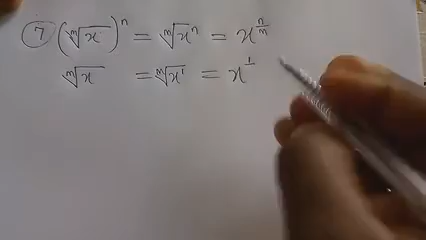 ⑦ (ᵐ√x)ⁿ = ᵐ√xⁿ = x^(n/m)
ᵐ√x = ᵐ√x¹ = x^(1/